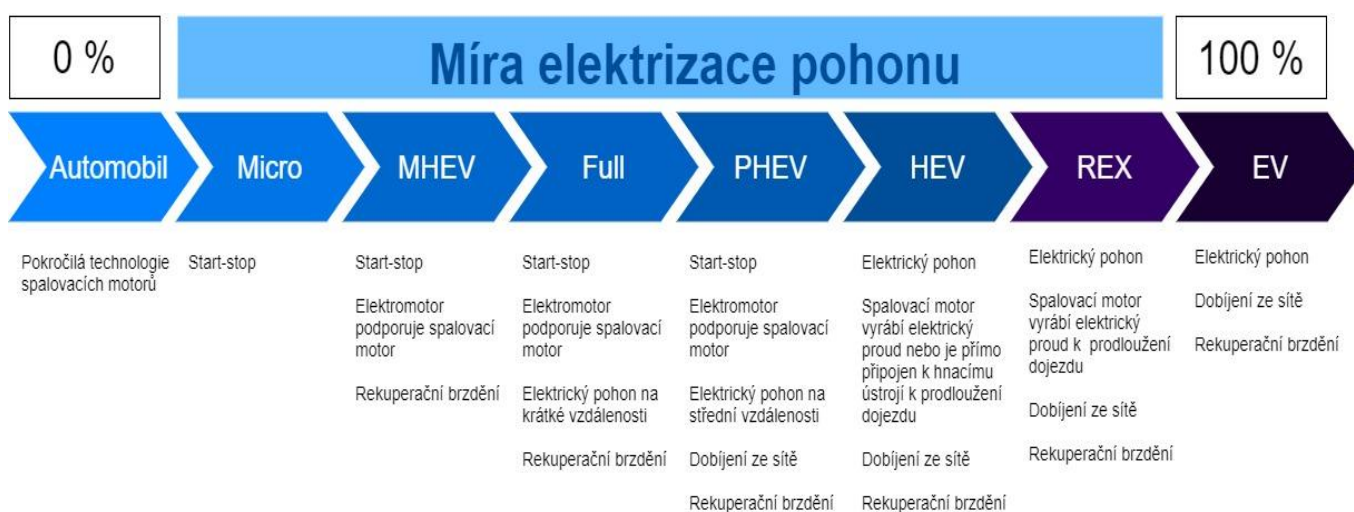 0 %
Míra elektrizace pohonu
100 %
Automobil
Micro
MHEV
Full
PHEV
HEV
REX
EV
Pokročilá technologie
spalovacích motorů
Start-stop
Start-stop
Elektromotor
podporuje spalovací
motor
Rekuperační brzdění
Start-stop
Elektromotor
podporuje spalovací
motor
Elektrický pohon na
krátké vzdálenosti
Rekuperační brzdění
Start-stop
Elektromotor
podporuje spalovací
motor
Elektrický pohon na
střední vzdálenosti
Dobíjení ze sítě
Rekuperační brzdění
Elektrický pohon
Spalovací motor
vyrábí elektrický
proud nebo je přímo
připojen k hnacímu
ústrojí k prodloužení
dojezdu
Dobíjení ze sítě
Rekuperační brzdění
Elektrický pohon
Spalovací motor
vyrábí elektrický
proud k prodloužení
dojezdu
Dobíjení ze sítě
Rekuperační brzdění
Elektrický pohon
Dobíjení ze sítě
Rekuperační brzdění